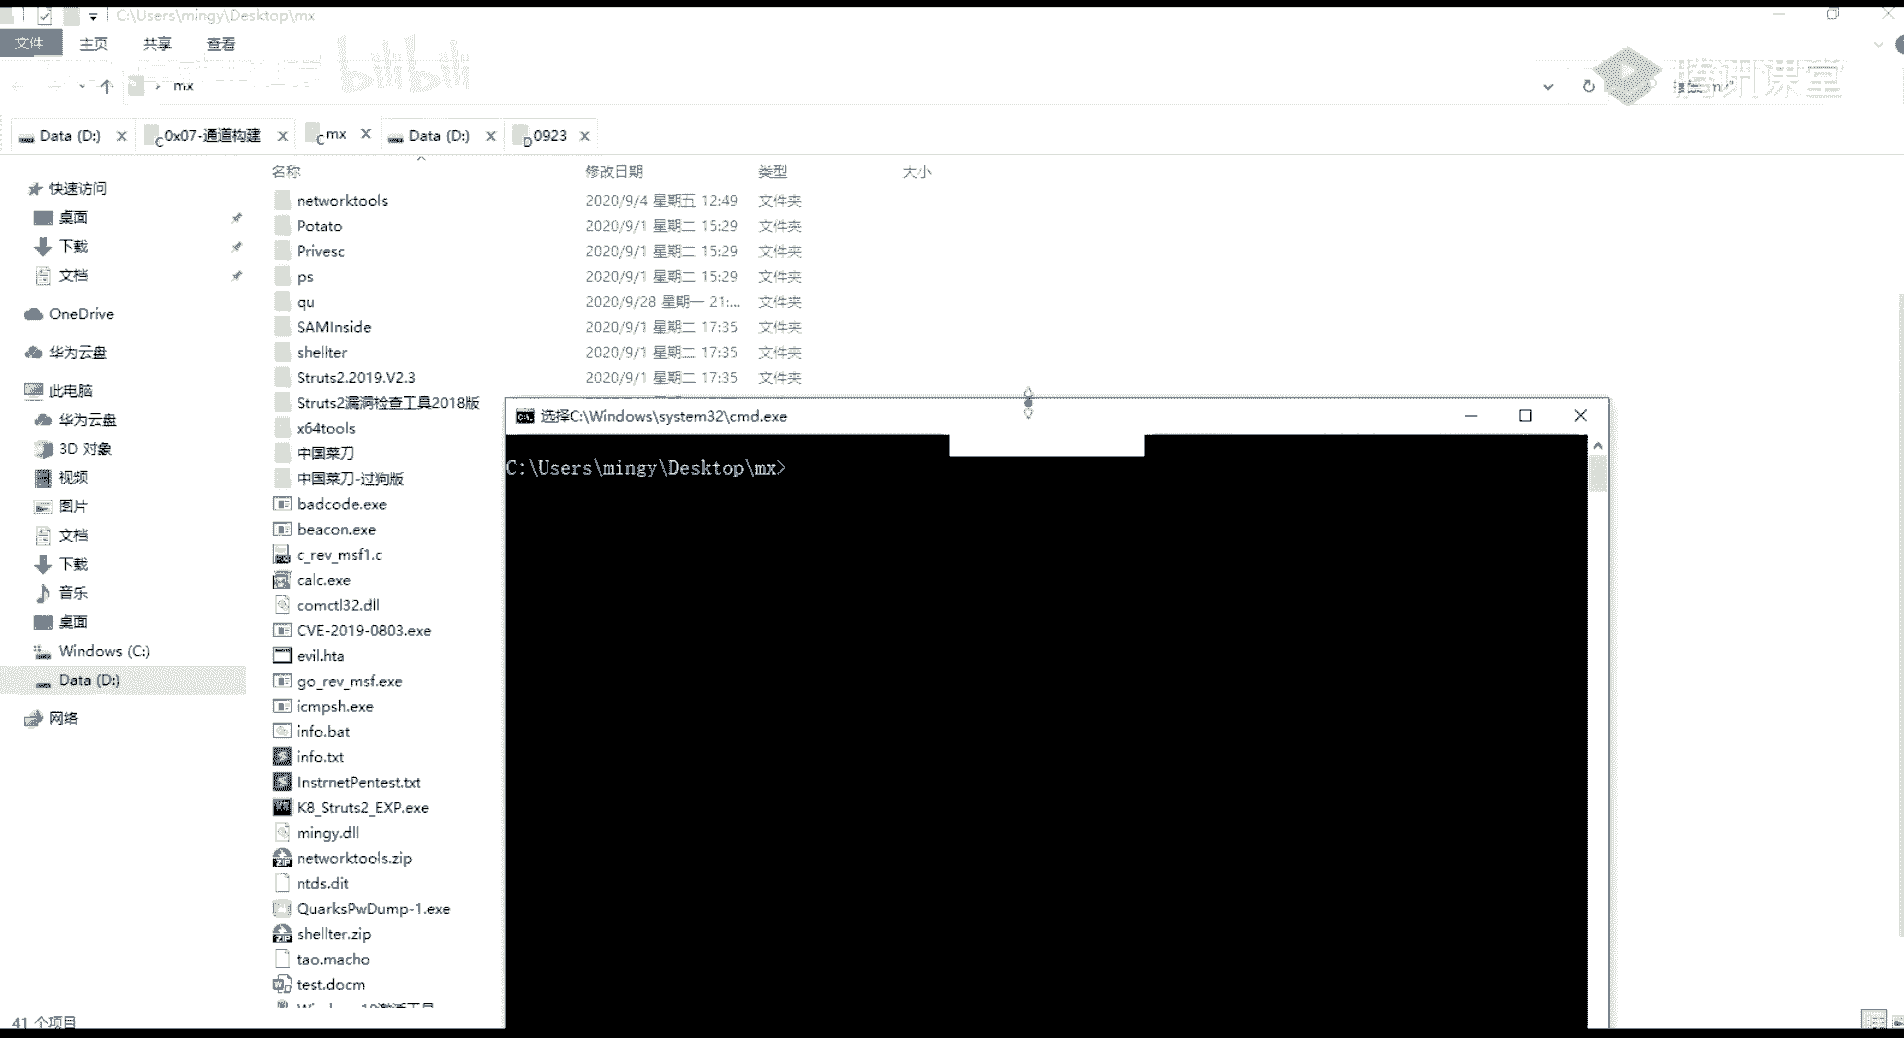 C:\Users\mingy\Desktop\mx
文件 主页 共享 查看
bilibili
mx
腾讯课堂
Data (D:) 0x07-通道构建 mx Data (D:) 0923
名称 修改日期 类型 大小
快速访问
桌面
下载
文档
OneDrive
华为云盘
此电脑
华为云盘
3D 对象
视频
图片
文档
下载
音乐
桌面
Windows (C:)
Data (D:)
网络
networktools 2020/9/4 星期五 12:49 文件夹
Potato 2020/9/1 星期二 15:29 文件夹
Privesc 2020/9/1 星期二 15:29 文件夹
ps 2020/9/1 星期二 15:29 文件夹
qu 2020/9/28 星期一 21:... 文件夹
SAMInside 2020/9/1 星期二 17:35 文件夹
shellter 2020/9/1 星期二 17:35 文件夹
Struts2.2019.V2.3 2020/9/1 星期二 17:35 文件夹
Struts2漏洞检查工具2018版
x64tools
中国菜刀
中国菜刀-过狗版
badcode.exe
beacon.exe
c_rev_msf1.c
calc.exe
comctl32.dll
CVE-2019-0803.exe
evil.hta
go_rev_msf.exe
icmpsh.exe
info.bat
info.txt
InstrnetPentest.txt
K8_Struts2_EXP.exe
mingy.dll
networktools.zip
ntds.dit
QuarksPwDump-1.exe
shellter.zip
tao.macho
test.docm
选择C:\Windows\system32\cmd.exe
C:\Users\mingy\Desktop\mx>
41 个项目